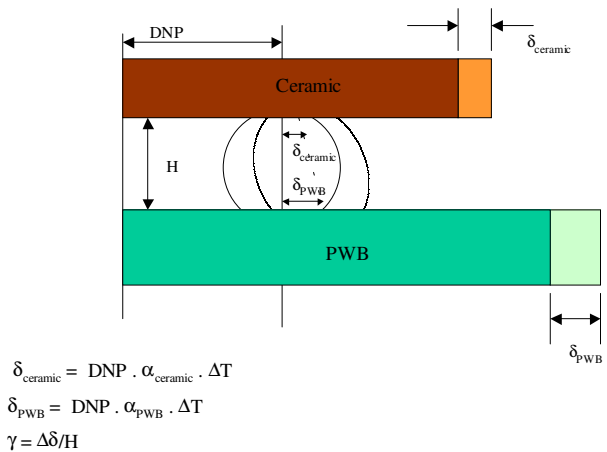 DNP
δceramic
Ceramic
δceramic
H
δPWB
PWB
δPWB
δceramic = DNP . αceramic . ΔT
δPWB = DNP . αPWB . ΔT
γ = Δδ/H